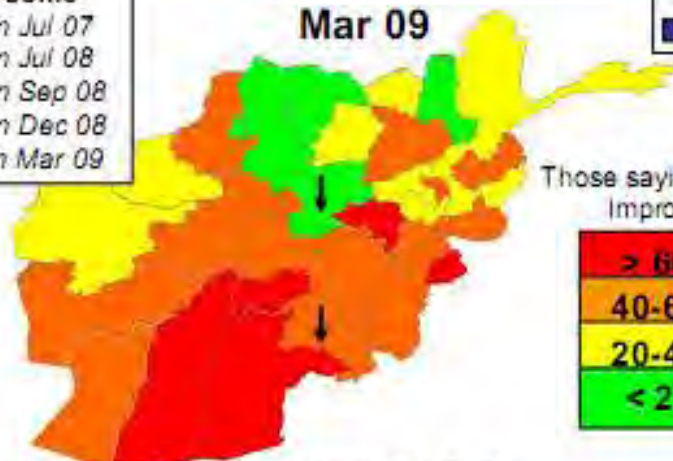 n Jul 07
n Jul 08
n Sep 08
n Dec 08
n Mar 09
Mar 09
Those sayi
Impro
> 6
40-6
20-4
< 2